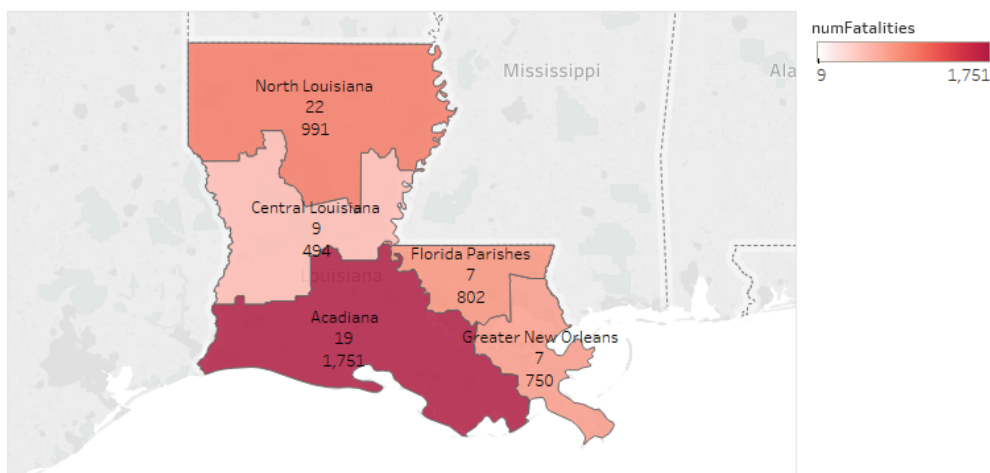 numFatalities
9
1,751
Mississippi
Ala
North Louisiana
22
991
Central Louisiana
9
494
Louisiana
Florida Parishes
7
802
Acadiana
19
1,751
Greater New Orleans
7
750